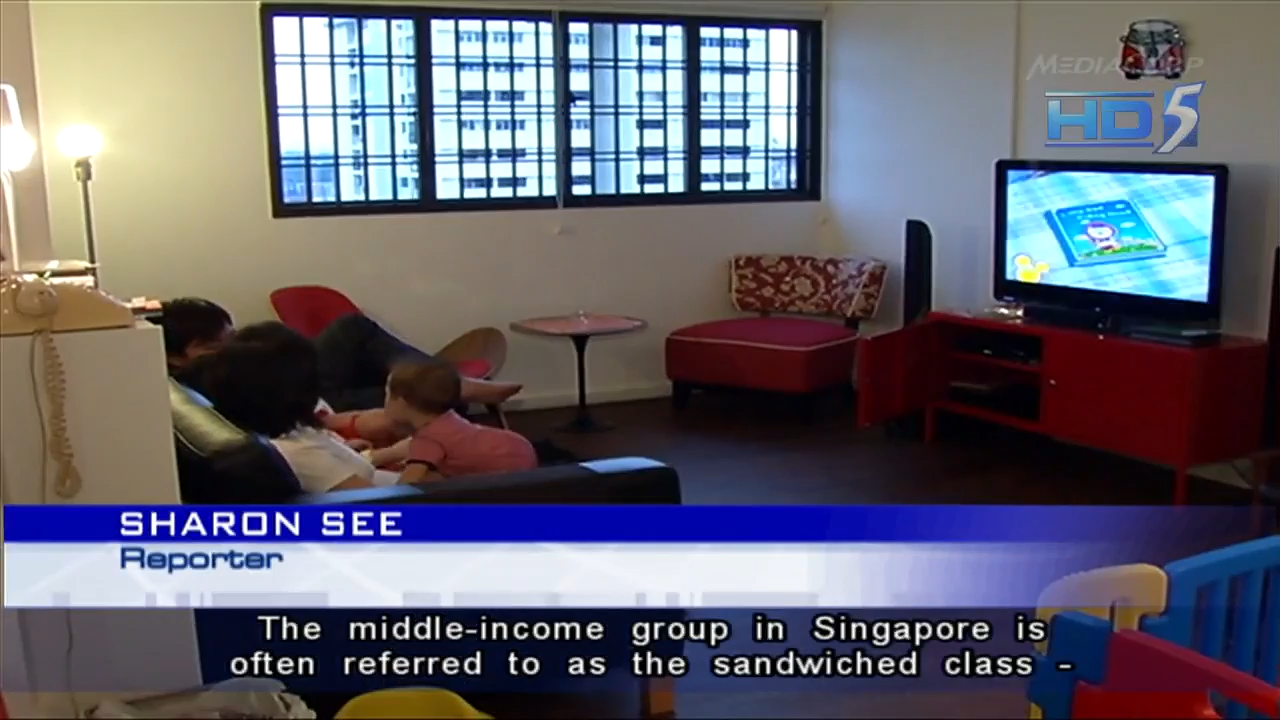 MEDIACORP
HD5
SHARON SEE
Reporter
The middle-income group in Singapore is
often referred to as the sandwiched class -